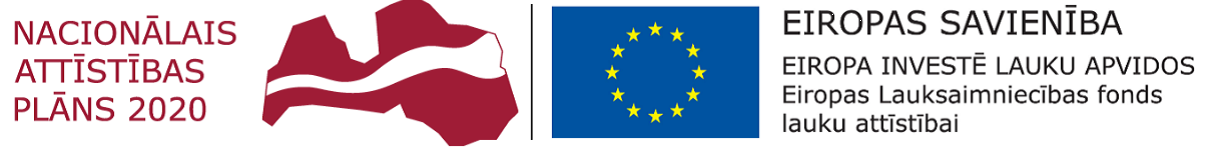 NACIONĀLAIS
ATTĪSTĪBAS
PLĀNS 2020
EIROPAS SAVIENĪBA
EIROPA INVESTĒ LAUKU APVIDOS
Eiropas Lauksaimniecības fonds
lauku attīstībai